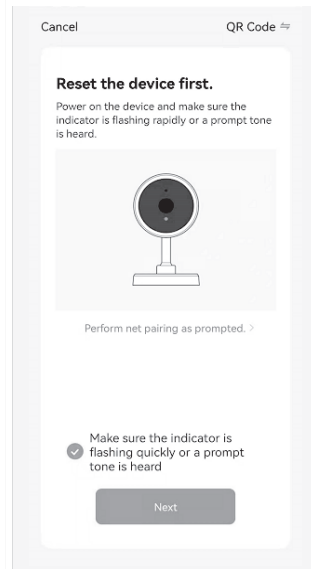 Cancel
QR Code ⇋
Reset the device first.
Power on the device and make sure the
indicator is flashing rapidly or a prompt tone
is heard.
Perform net pairing as prompted. >
Make sure the indicator is
flashing quickly or a prompt
tone is heard
Next